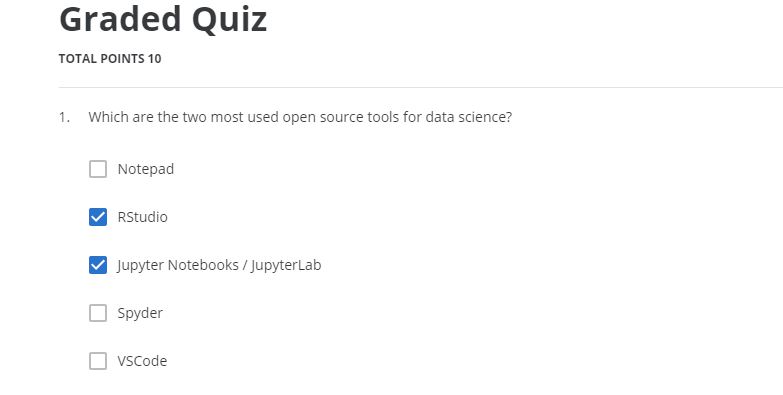 Graded Quiz
TOTAL POINTS 10
1. Which are the two most used open source tools for data science?
Notepad
RStudio
Jupyter Notebooks / JupyterLab
Spyder
VSCode